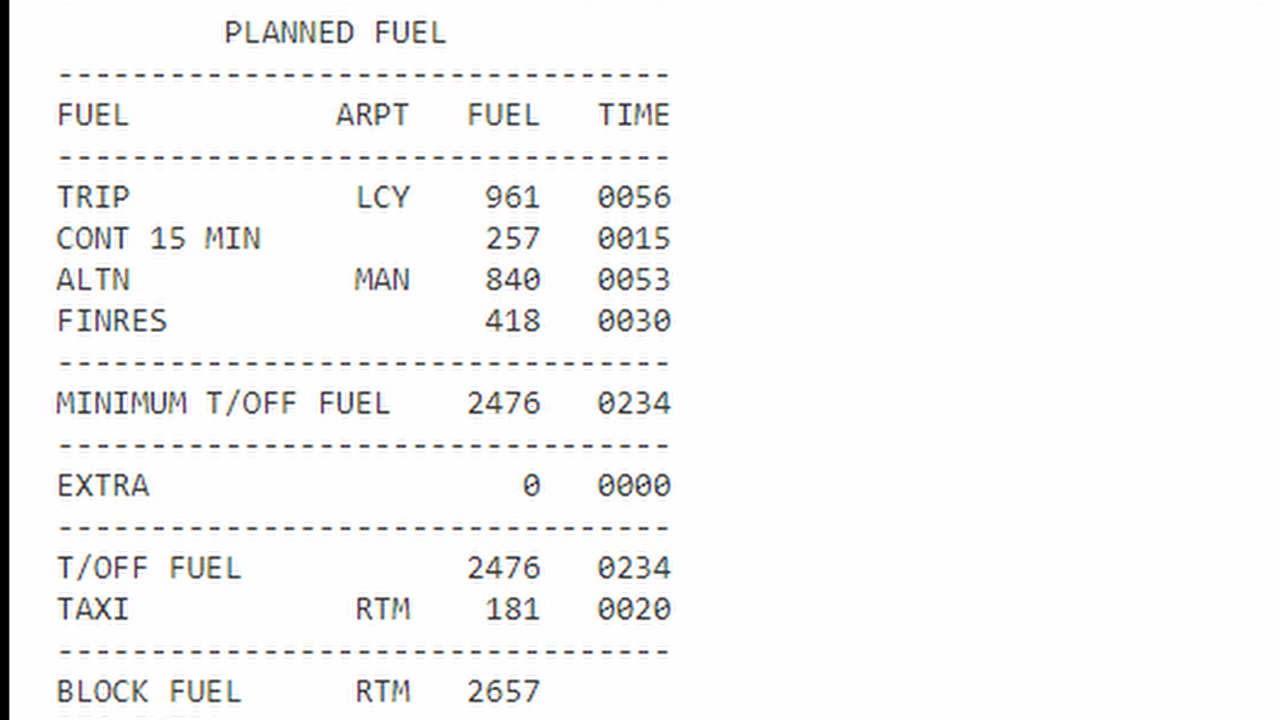 PLANNED FUEL
---------------------------------
FUEL ARPT FUEL TIME
---------------------------------
TRIP LCY 961 0056
CONT 15 MIN 257 0015
ALTN MAN 840 0053
FINRES 418 0030
---------------------------------
MINIMUM T/OFF FUEL 2476 0234
---------------------------------
EXTRA 0 0000
---------------------------------
T/OFF FUEL 2476 0234
TAXI RTM 181 0020
---------------------------------
BLOCK FUEL RTM 2657